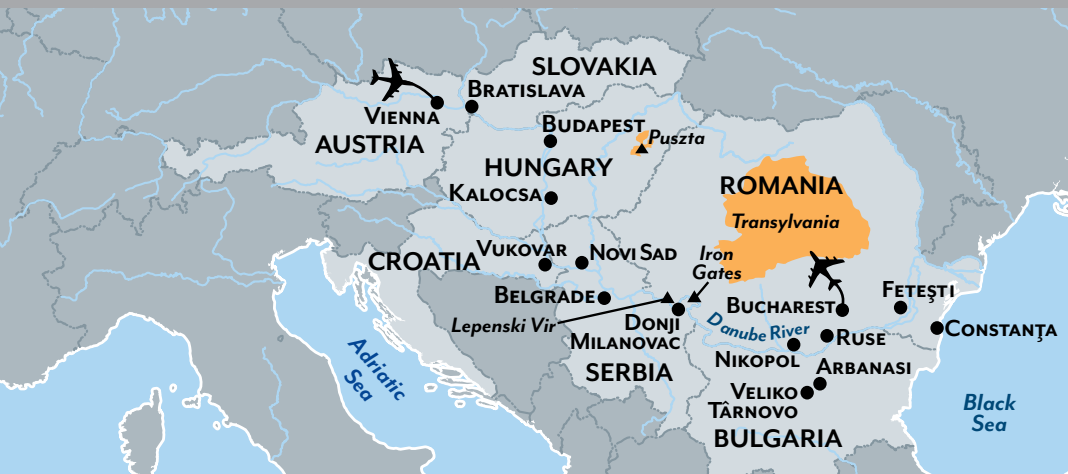 SLOVAKIA
BRATISLAVA
VIENNA
AUSTRIA
BUDAPEST
Puszta
HUNGARY
KALOCSA
ROMANIA
Transylvania
CROATIA
VUKOVAR
NOVI SAD
Iron
Gates
BELGRADE
Lepenski Vir
DONJI
MILANOVAC
SERBIA
BUCHAREST
FETEŞTI
Danube River
RUSE
CONSTANŢA
NIKOPOL
ARBANASI
VELIKO
TÂRNOVO
BULGARIA
Adriatic
Sea
Black
Sea